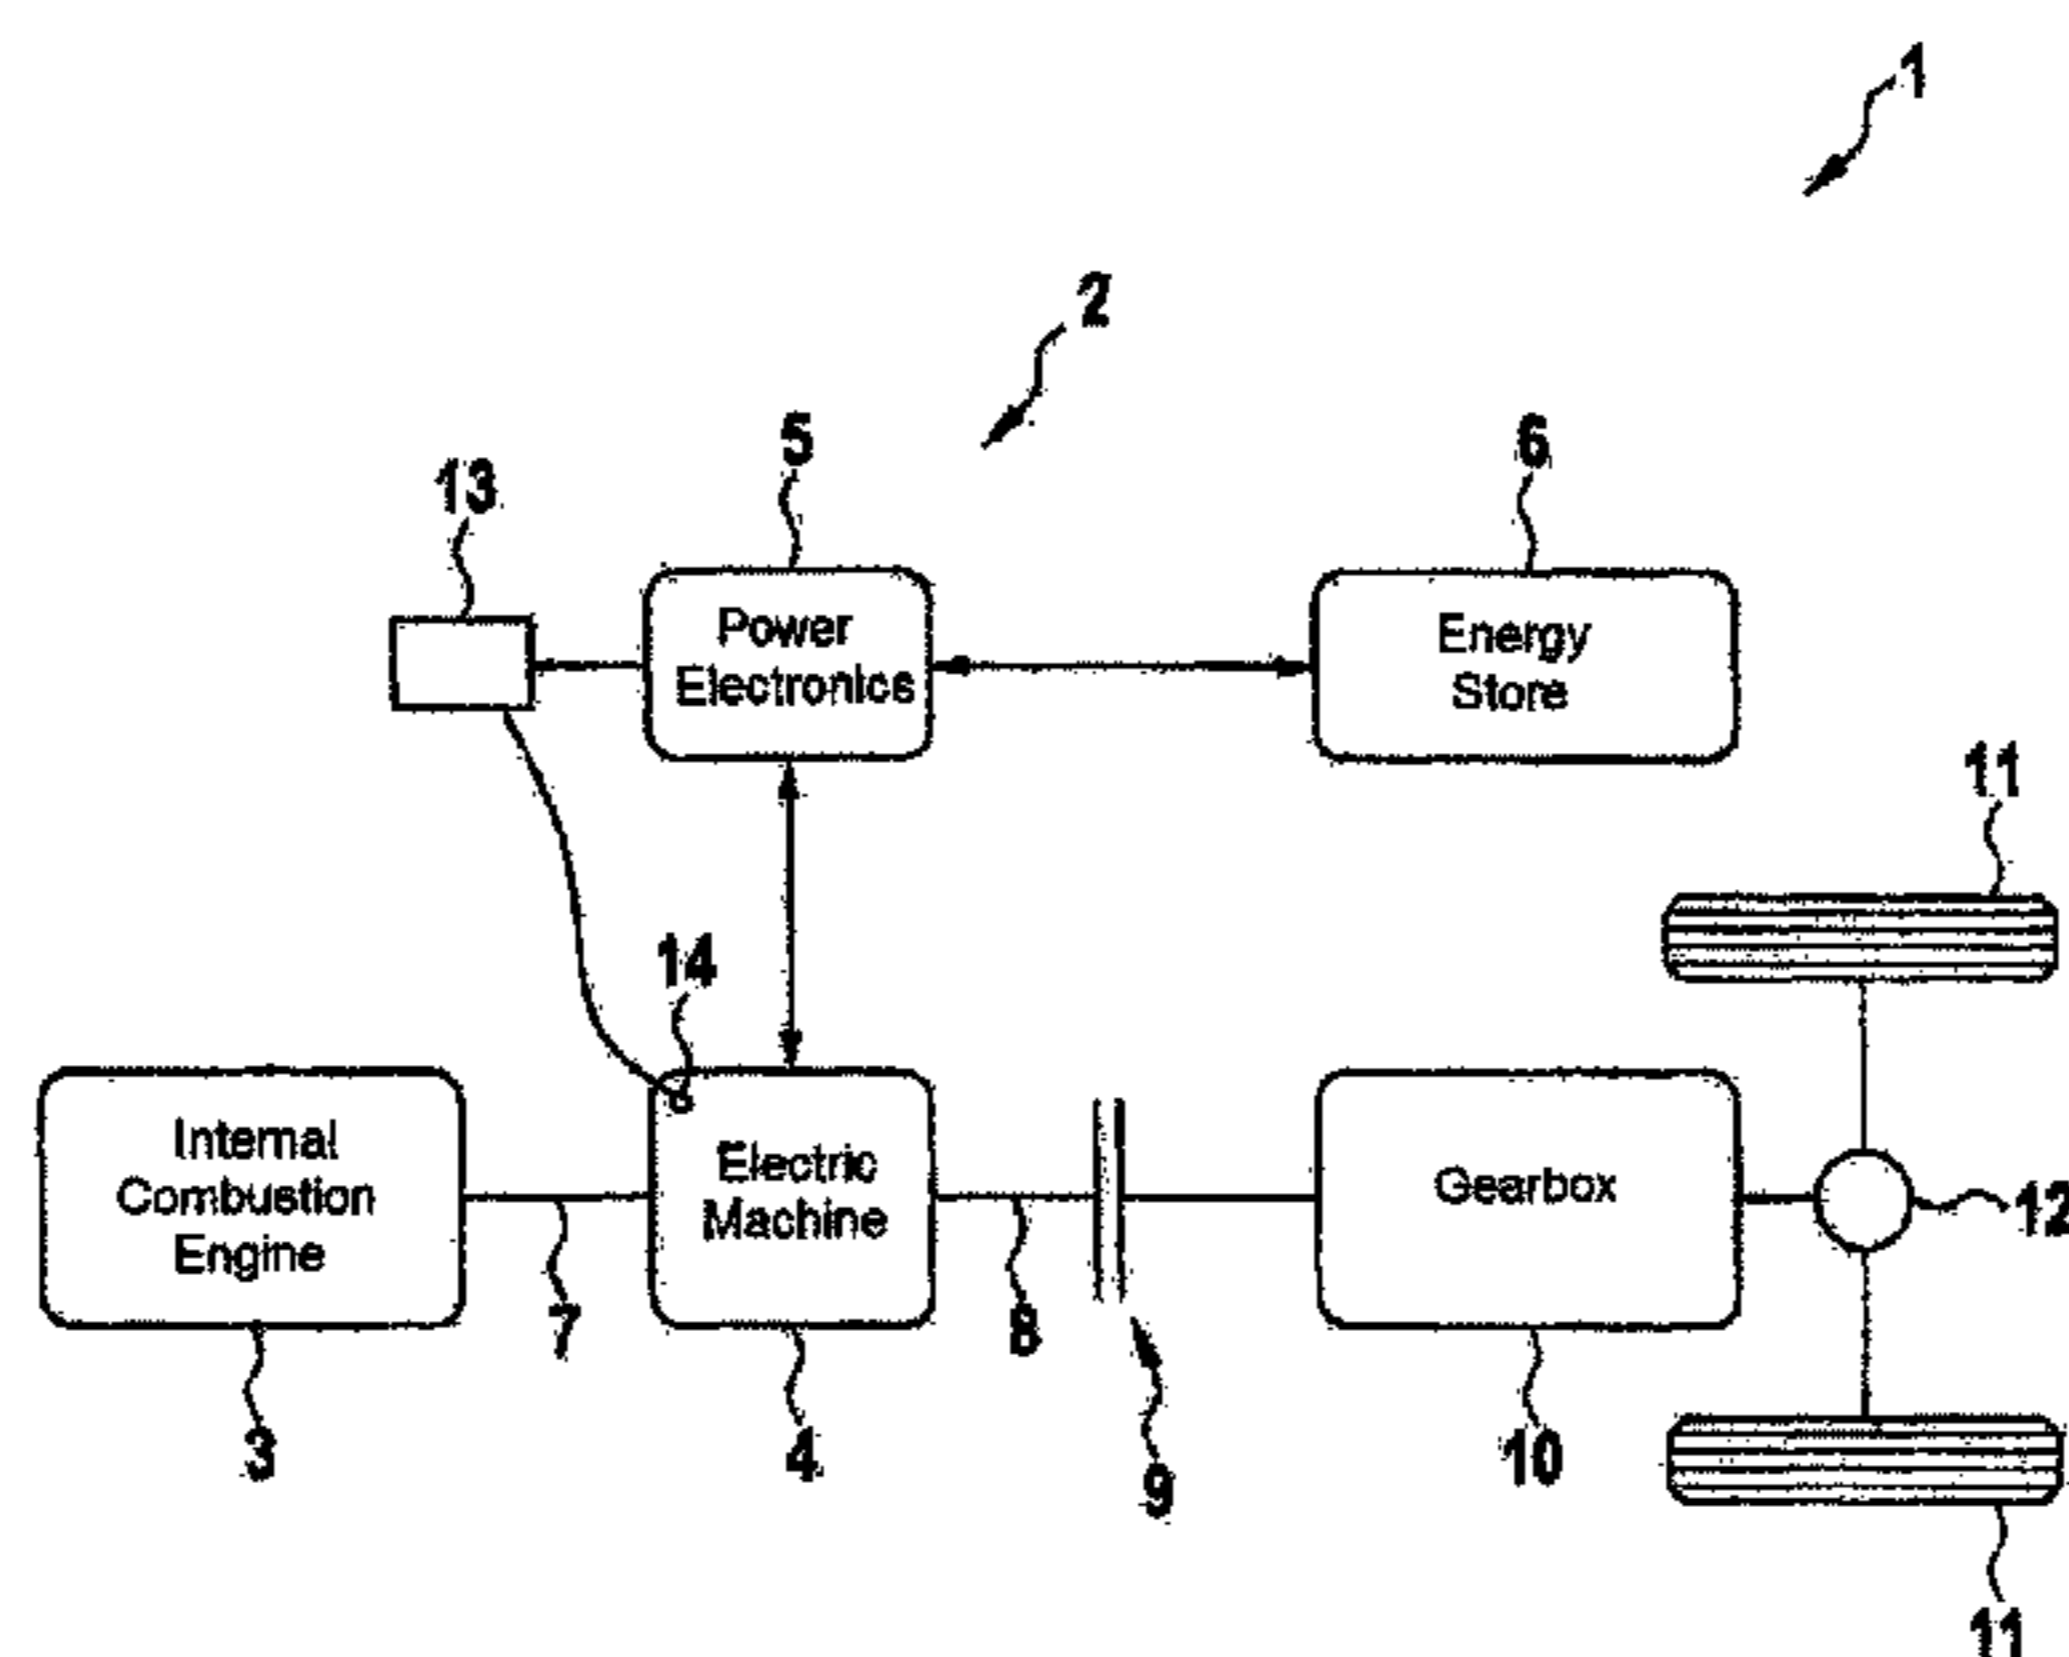 1
2
5
6
13
Power
Electronics
Energy
Store
11
14
Internal
Combustion
Engine
Electric
Machine
Gearbox
12
7
8
3
4
9
10
11